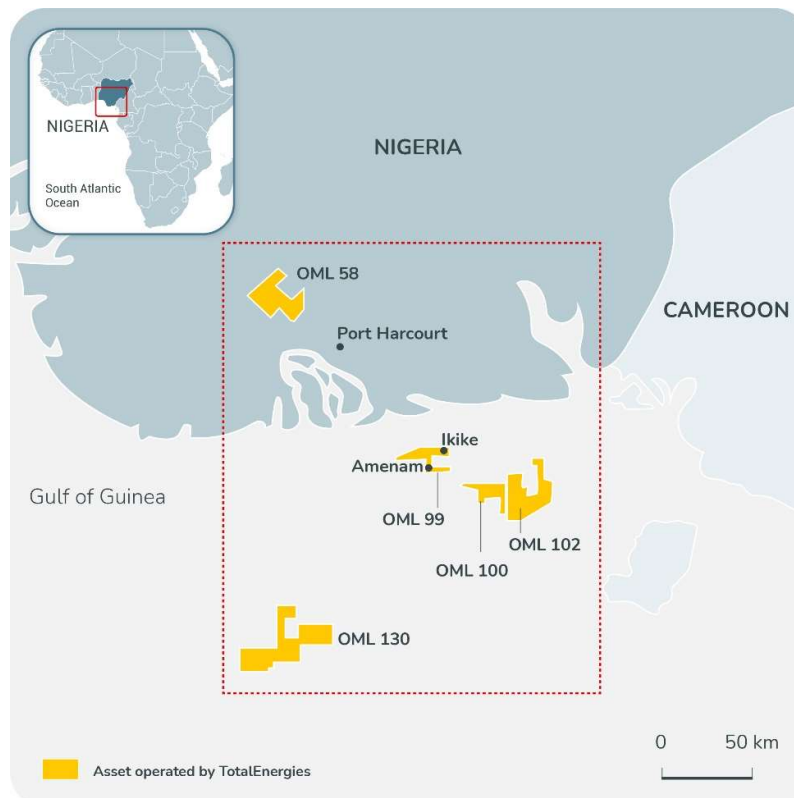 NIGERIA
South Atlantic
Ocean
NIGERIA
OML 58
Port Harcourt
CAMEROON
Ikike
Amenam
Gulf of Guinea
OML 99
OML 102
OML 100
OML 130
0 50 km
Asset operated by TotalEnergies